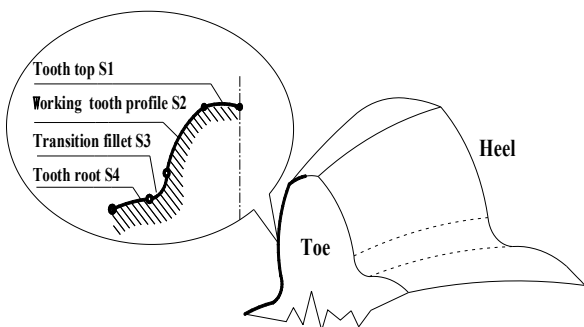 Tooth top S1
Working tooth profile S2
Transition fillet S3
Tooth root S4
Heel
Toe